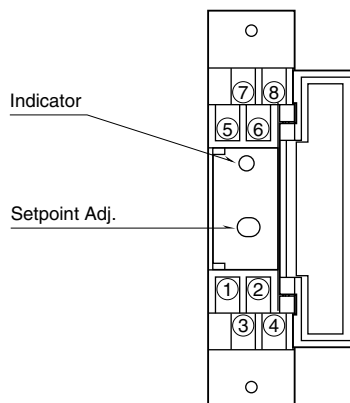 ⑦ ⑧
Indicator
⑤ ⑥
Setpoint Adj.
① ②
③ ④